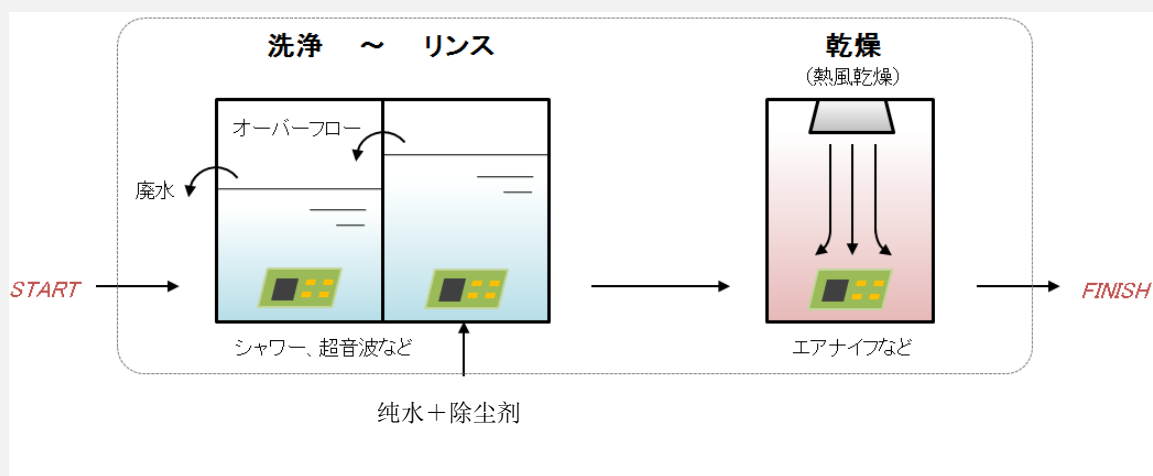 洗浄 ～ リンス
乾燥
(熱風乾燥)
オーバーフロー
廃水
START
FINISH
シャワー、超音波など
エアナイフなど
纯水＋除尘剂